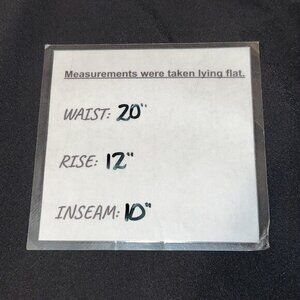 Measurements were taken lying flat.
WAIST: 20"
RISE: 12"
INSEAM: 10"